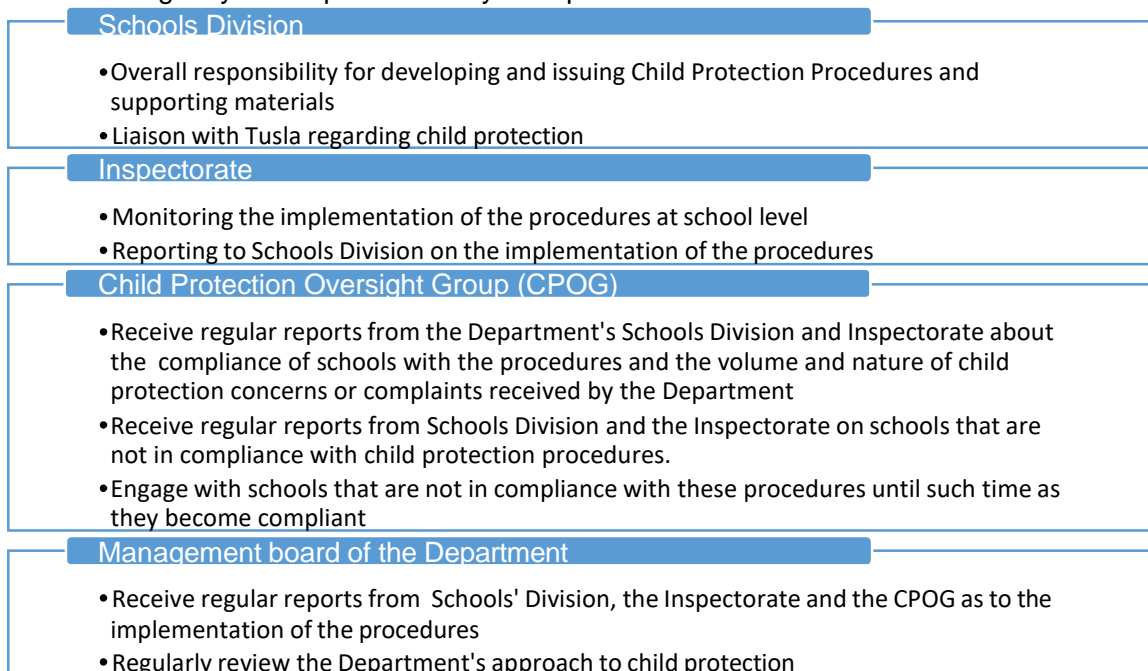 Schools Division
•Overall responsibility for developing and issuing Child Protection Procedures and
supporting materials
•Liaison with Tusla regarding child protection
Inspectorate
•Monitoring the implementation of the procedures at school level
•Reporting to Schools Division on the implementation of the procedures
Child Protection Oversight Group (CPOG)
•Receive regular reports from the Department's Schools Division and Inspectorate about
the compliance of schools with the procedures and the volume and nature of child
protection concerns or complaints received by the Department
•Receive regular reports from Schools Division and the Inspectorate on schools that are
not in compliance with child protection procedures.
•Engage with schools that are not in compliance with these procedures until such time as
they become compliant
Management board of the Department
•Receive regular reports from Schools' Division, the Inspectorate and the CPOG as to the
implementation of the procedures
•Regularly review the Department's approach to child protection